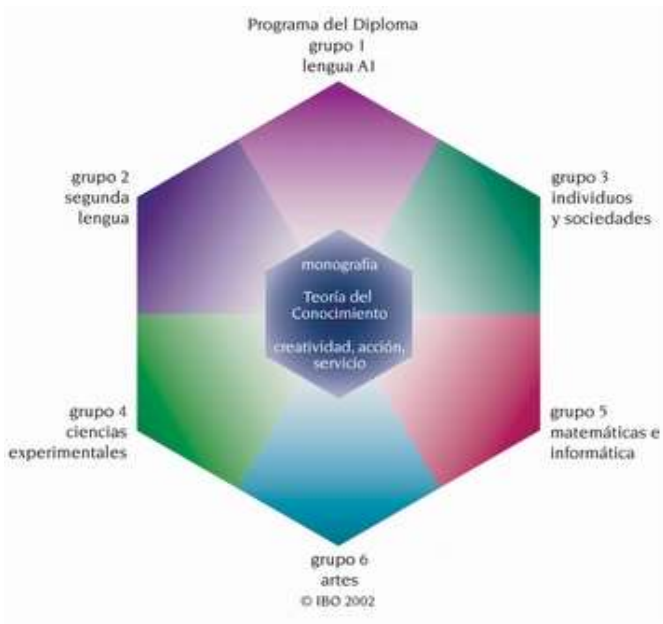 Programa del Diploma
grupo 1
lengua A1
grupo 2
segunda
lengua
grupo 3
individuos
y sociedades
monografía
Teoría del
Conocimiento
creatividad, acción,
servicio
grupo 4
ciencias
experimentales
grupo 5
matemáticas e
informática
grupo 6
artes
© IBO 2002